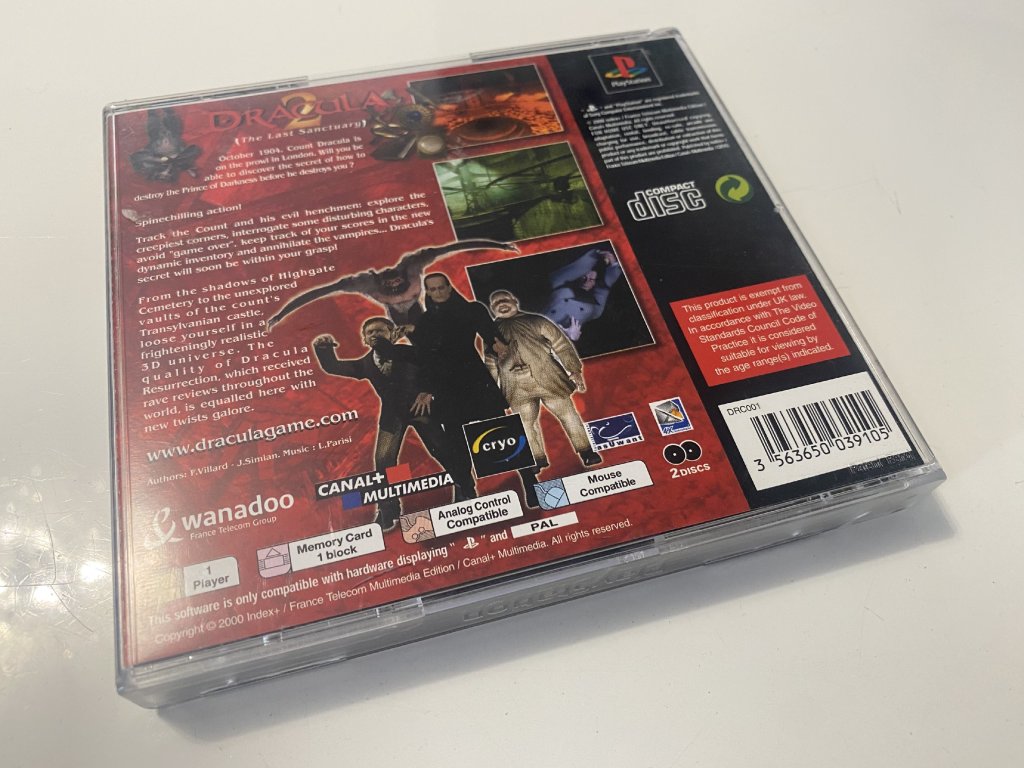 DRACULA 2
(The Last Sanctuary)
October 1904. Count Dracula is
on the prowl in London. Will you be
able to discover the secret of how to
destroy the Prince of Darkness before he destroys you?
Spinechilling action!
Track the Count and his evil henchmen: explore the
creepiest corners, interrogate some disturbing characters,
avoid "game over", keep track of your scores in the new
dynamic inventory and annihilate the vampires... Dracula's
secret will soon be within your grasp!
From the shadows of Highgate
Cemetery to the unexplored
vaults of the count's
Transylvanian castle,
loose yourself in a
frighteningly realistic
3D universe. The
quality of Dracula
Resurrection, which received
rave reviews throughout the
world, is equalled here with
new twists galore.
www.draculagame.com
Authors: F.Villard - J.Simian. Music : L.Parisi
wanadoo
France Telecom Group
CANAL+
MULTIMEDIA
cryo
2 DISCS
1
Player
Memory Card
1 block
Analog Control
Compatible
Mouse
Compatible
This software is only compatible with hardware displaying " " and PAL
Copyright © 2000 Index+ / France Telecom Multimedia Edition / Canal+ Multimedia. All rights reserved.
PlayStation
COMPACT
disc
This product is exempt from
classification under UK law.
In accordance with The Video
Standards Council Code of
Practice it is considered
suitable for viewing by
the age range(s) indicated.
DRC001
3 563650 039105